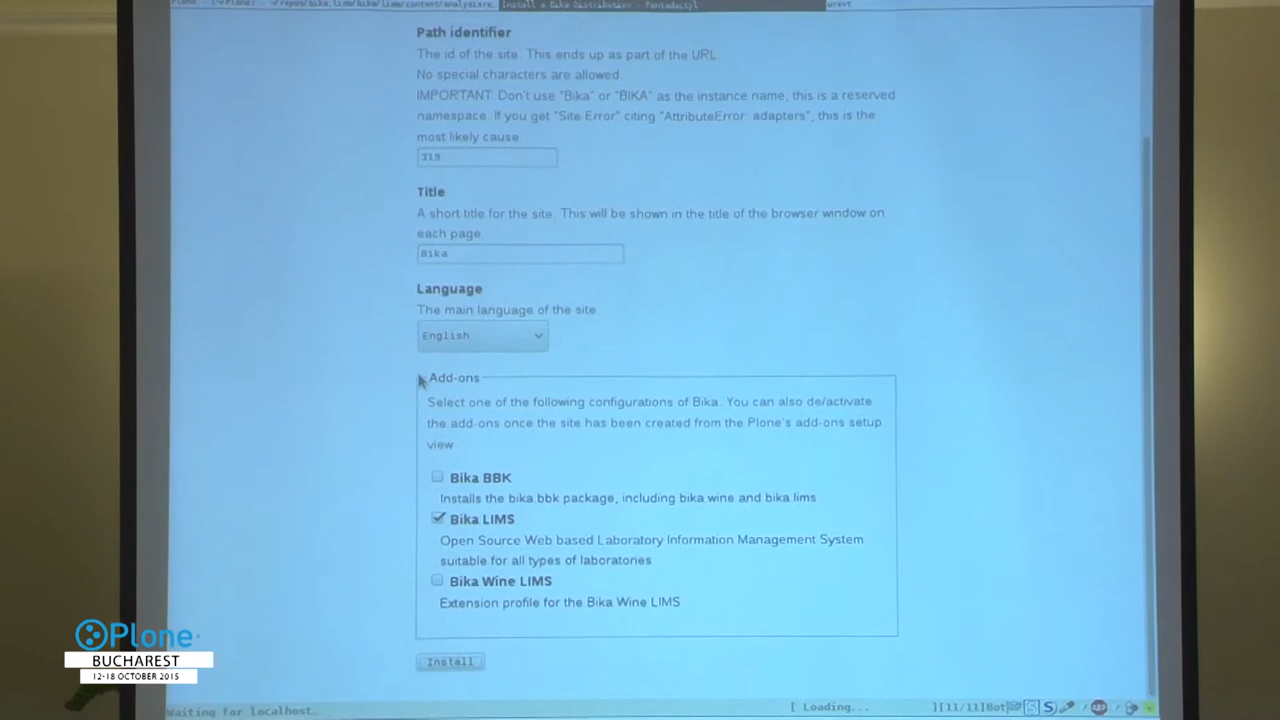 Install » Bika Distribution - Pentadactyl
Path identifier
The id of the site. This ends up as part of the URL.
No special characters are allowed.
IMPORTANT: Don't use "Bika" or "BIKA" as the instance name, this is a reserved
namespace. If you get "Site Error" citing "AttributeError: adapters", this is the
most likely cause.
319
Title
A short title for the site. This will be shown in the title of the browser window on
each page.
Bika
Language
The main language of the site.
English
Add-ons
Select one of the following configurations of Bika. You can also de/activate
the add-ons once the site has been created from the Plone's add-ons setup
view
Bika BBK
Installs the bika.bbk package, including bika.wine and bika.lims
Bika LIMS
Open Source Web based Laboratory Information Management System
suitable for all types of laboratories
Bika Wine LIMS
Extension profile for the Bika Wine LIMS
Install
Plone
BUCHAREST
12-18 OCTOBER 2015
Waiting for localhost…
[ Loading... ][11/11]Bot